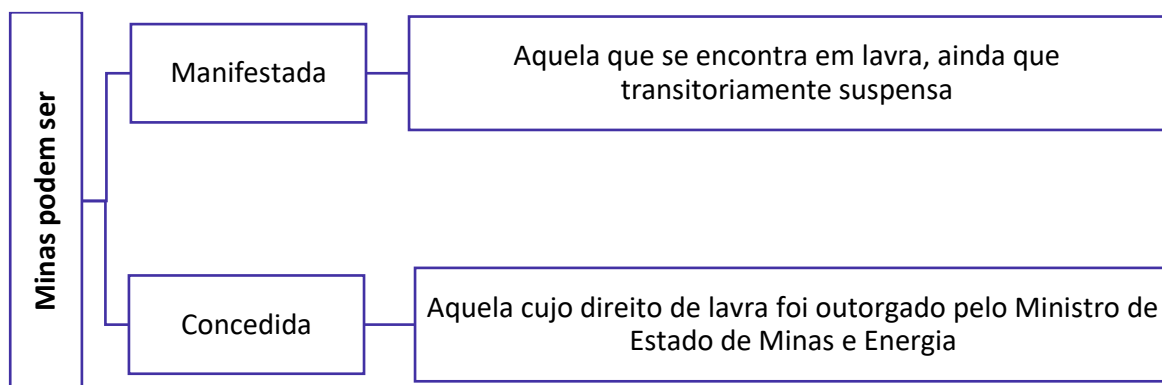 Minas podem ser
Manifestada
Aquela que se encontra em lavra, ainda que
transitoriamente suspensa
Concedida
Aquela cujo direito de lavra foi outorgado pelo Ministro de
Estado de Minas e Energia